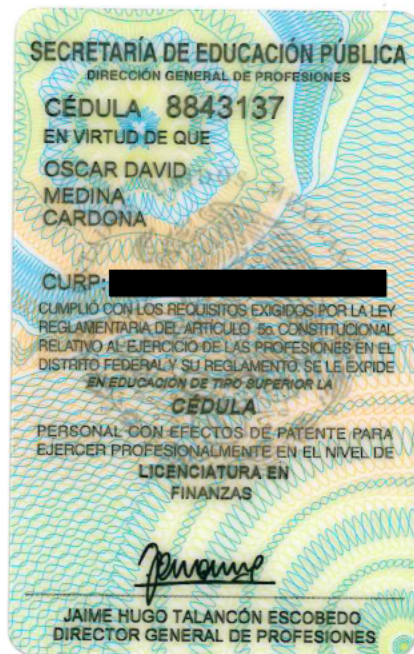 SECRETARÍA DE EDUCACIÓN PÚBLICA
DIRECCIÓN GENERAL DE PROFESIONES
CÉDULA 8843137
EN VIRTUD DE QUE
OSCAR DAVID
MEDINA
CARDONA
CURP:
CUMPLIÓ CON LOS REQUISITOS EXIGIDOS POR LA LEY
REGLAMENTARIA DEL ARTÍCULO 5o. CONSTITUCIONAL
RELATIVO AL EJERCICIO DE LAS PROFESIONES EN EL
DISTRITO FEDERAL Y SU REGLAMENTO SE LE EXPIDE
EN EDUCACIÓN DE TIPO SUPERIOR LA
CÉDULA
PERSONAL CON EFECTOS DE PATENTE PARA
EJERCER PROFESIONALMENTE EN EL NIVEL DE
LICENCIATURA EN
FINANZAS
JAIME HUGO TALANCÓN ESCOBEDO
DIRECTOR GENERAL DE PROFESIONES